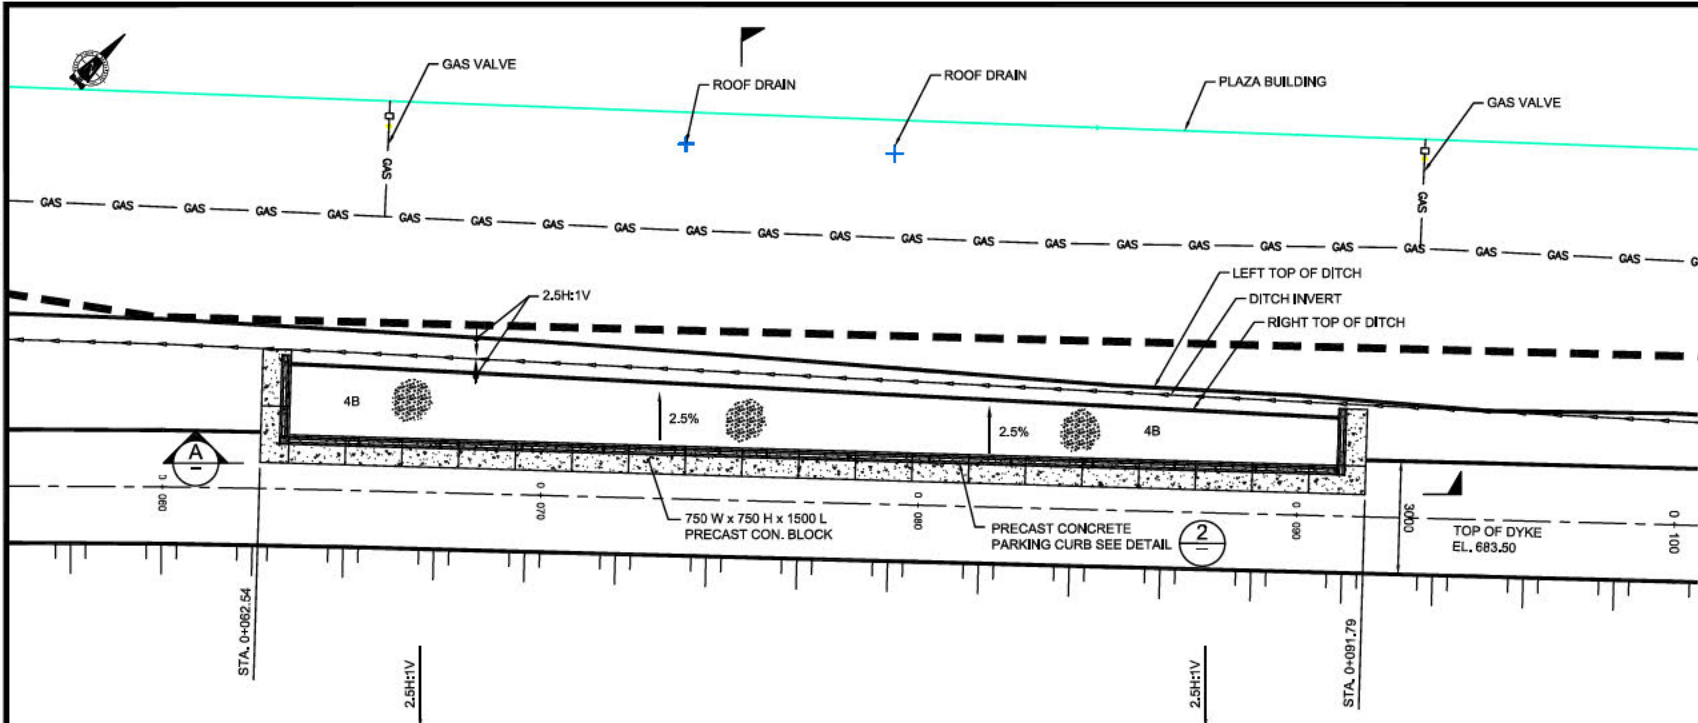 GAS VALVE
ROOF DRAIN
ROOF DRAIN
PLAZA BUILDING
GAS VALVE
GAS
GAS
GAS GAS GAS GAS GAS GAS GAS GAS GAS GAS GAS GAS GAS GAS GAS GAS GAS GAS GAS GAS GAS GAS G
LEFT TOP OF DITCH
DITCH INVERT
RIGHT TOP OF DITCH
2.5H:1V
4B
2.5%
2.5%
4B
A
0+060
0+070
0+080
0+090
0+100
750 W x 750 H x 1500 L
PRECAST CON. BLOCK
PRECAST CONCRETE
PARKING CURB SEE DETAIL
2
3000
TOP OF DYKE
EL. 683.50
STA. 0+062.54
2.5H:1V
2.5H:1V
STA. 0+091.79